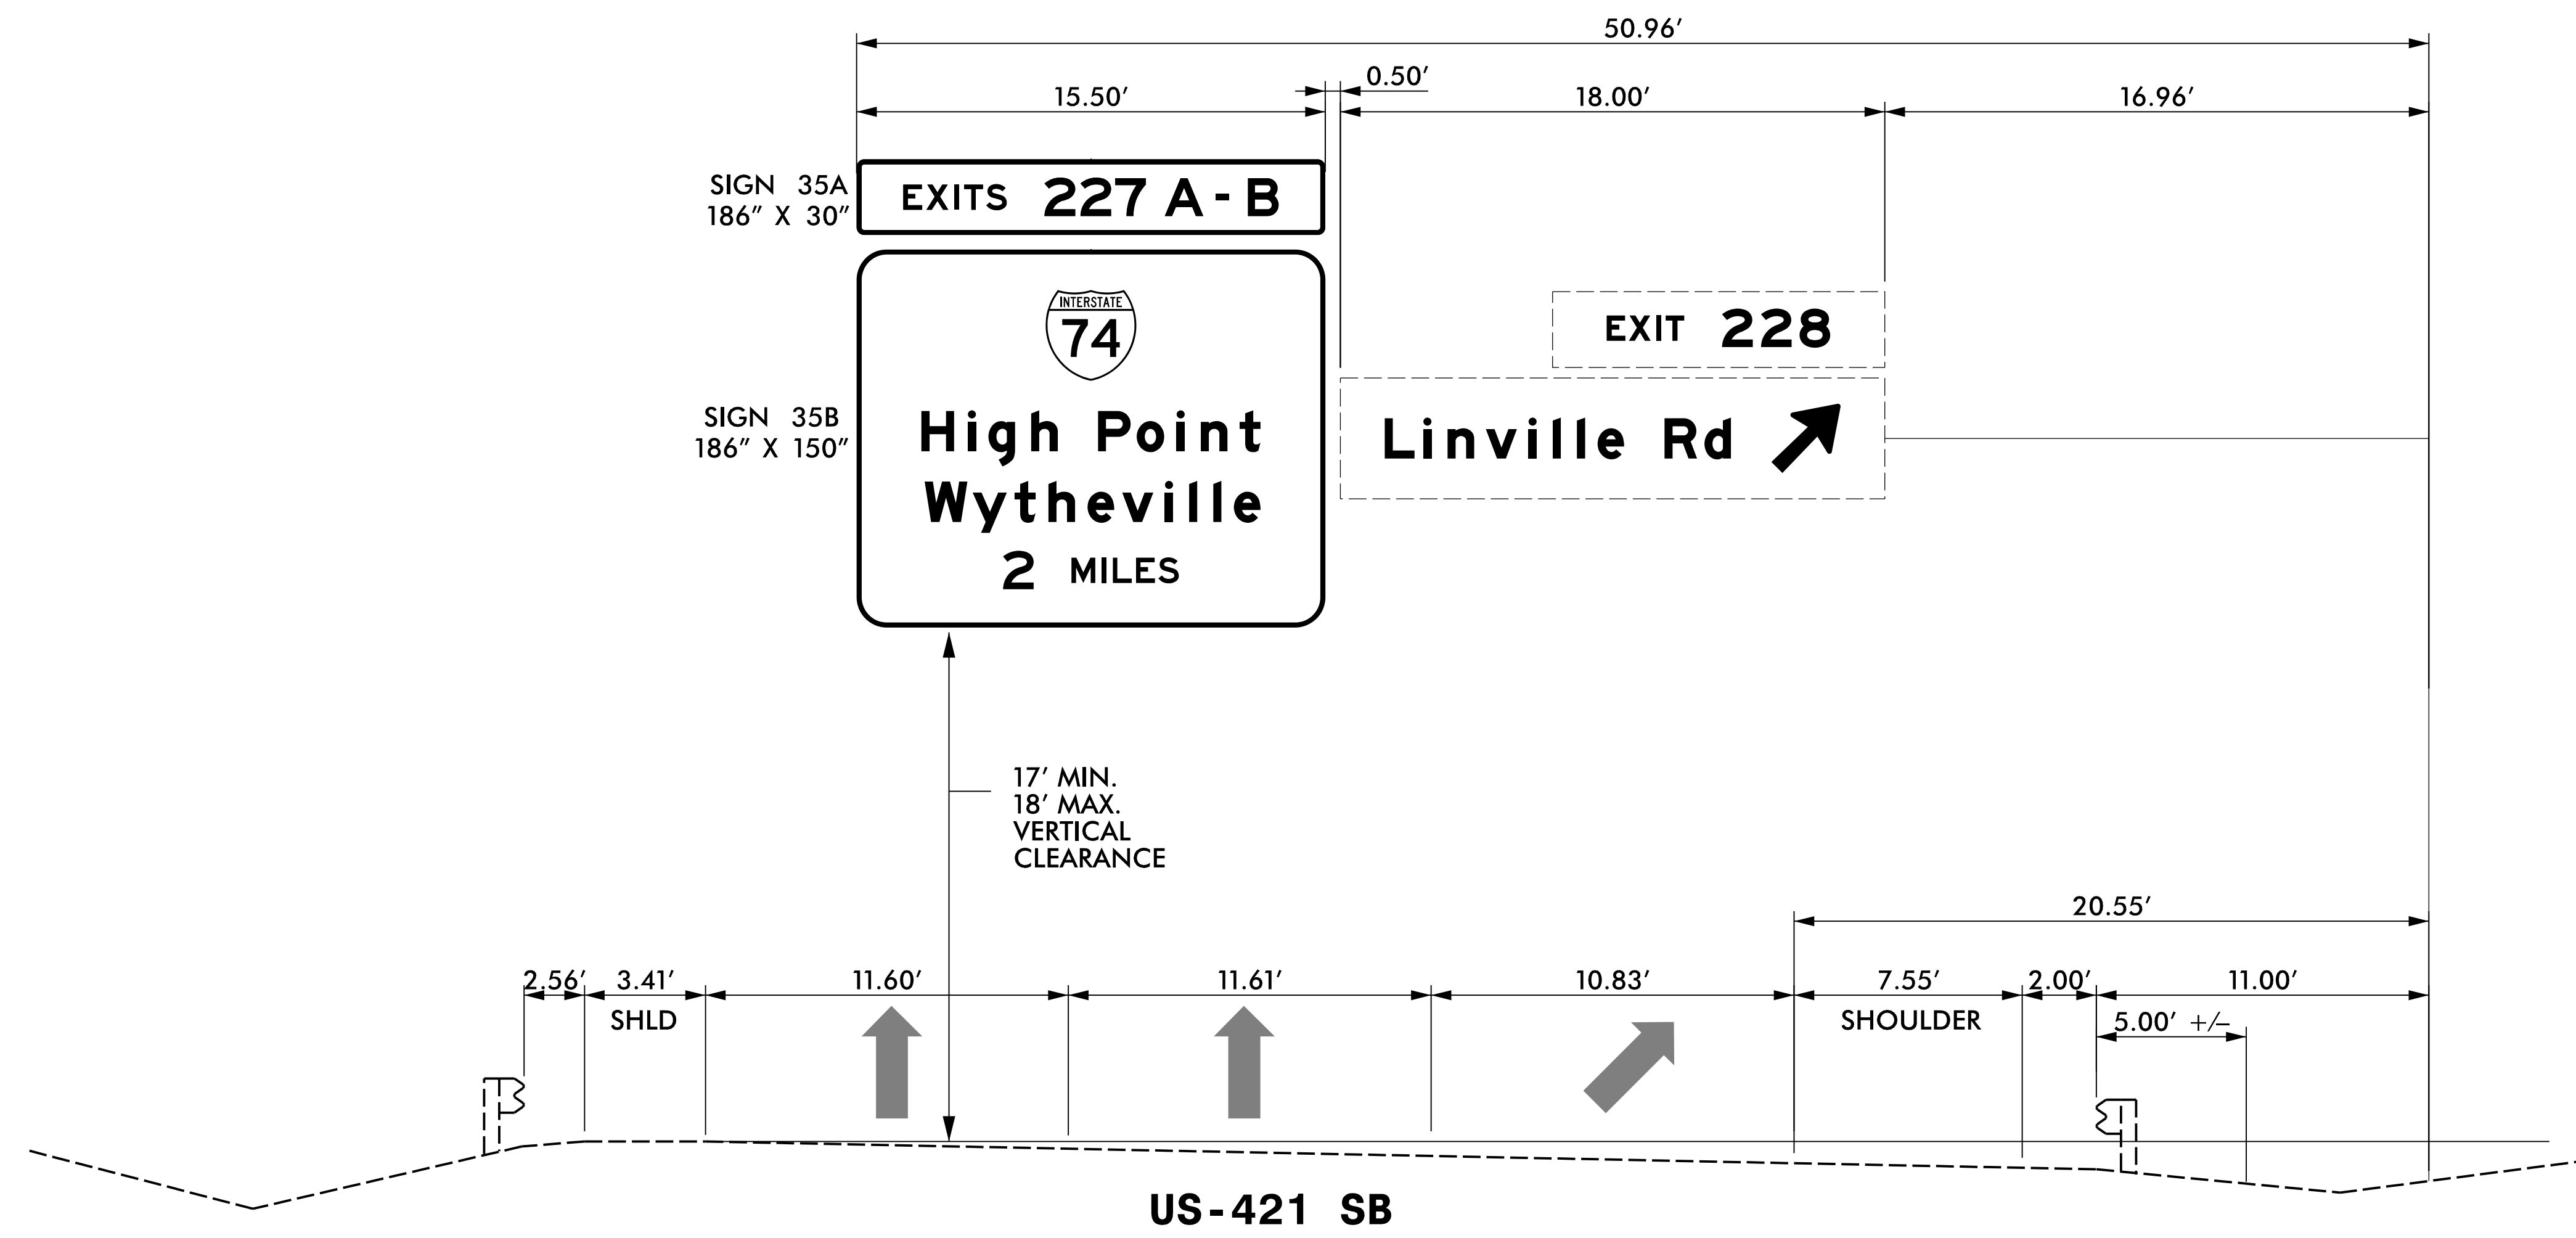 50.96′
0.50′
15.50′
18.00′
16.96′
SIGN 35A
186″ X 30″
EXITS 227 A - B
INTERSTATE
74
EXIT 228
SIGN 35B
186″ X 150″
High Point
Wytheville
2 MILES
Linville Rd
17′ MIN.
18′ MAX.
VERTICAL
CLEARANCE
20.55′
2.56′ 3.41′ 11.60′ 11.61′ 10.83′ 7.55′ 2.00′ 11.00′
SHLD
SHOULDER
5.00′ +/-
US-421 SB